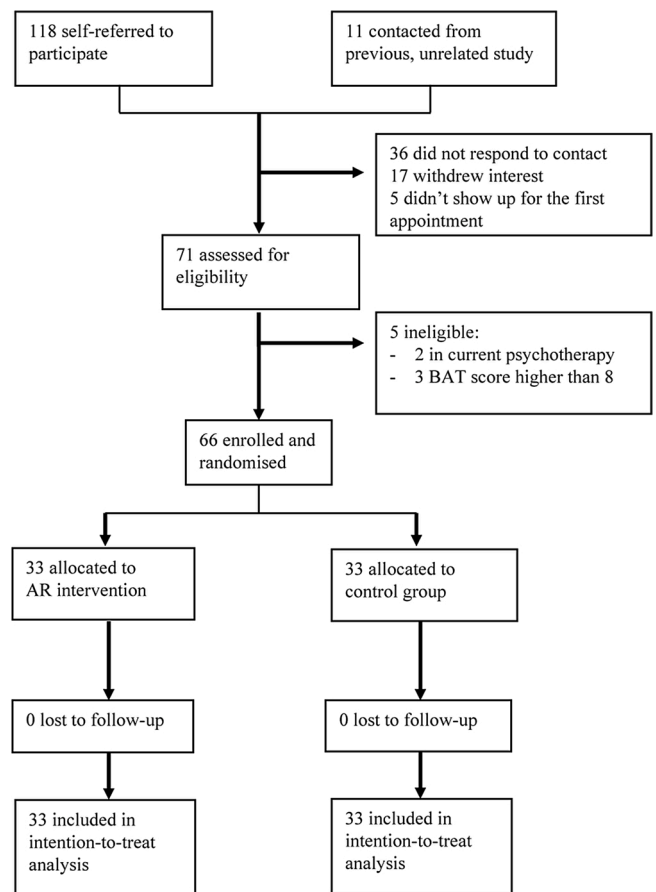 118 self-referred to
participate
11 contacted from
previous, unrelated study
36 did not respond to contact
17 withdrew interest
5 didn’t show up for the first
appointment
71 assessed for
eligibility
5 ineligible:
- 2 in current psychotherapy
- 3 BAT score higher than 8
66 enrolled and
randomised
33 allocated to
AR intervention
33 allocated to
control group
0 lost to follow-up
0 lost to follow-up
33 included in
intention-to-treat
analysis
33 included in
intention-to-treat
analysis